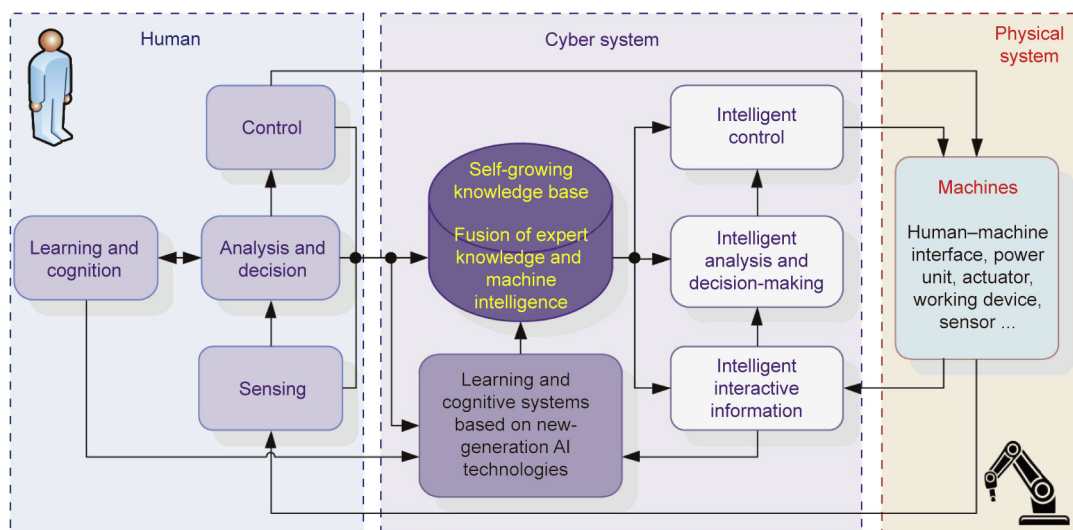 Human
Cyber system
Physical
system
Control
Learning and
cognition
Analysis and
decision
Sensing
Self-growing
knowledge base
Fusion of expert
knowledge and
machine
intelligence
Learning and
cognitive systems
based on new-
generation AI
technologies
Intelligent
control
Intelligent
analysis and
decision-making
Intelligent
interactive
information
Machines
Human–machine
interface, power
unit, actuator,
working device,
sensor ...